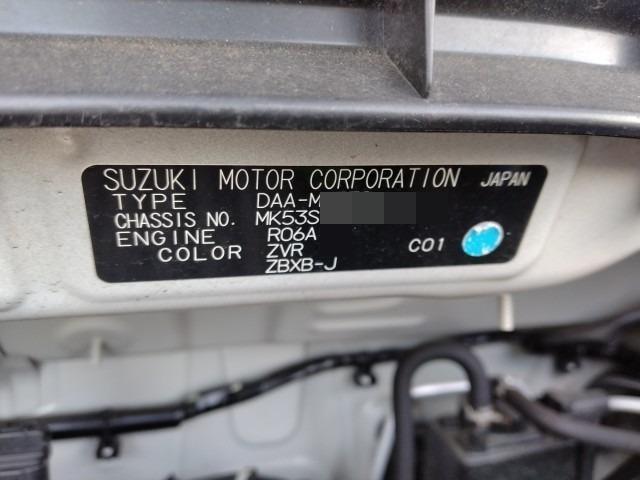 SUZUKI MOTOR CORPORATION JAPAN
TYPE DAA-M
CHASSIS NO. MK53S
ENGINE R06A
COLOR ZVR C01
ZBXB-J